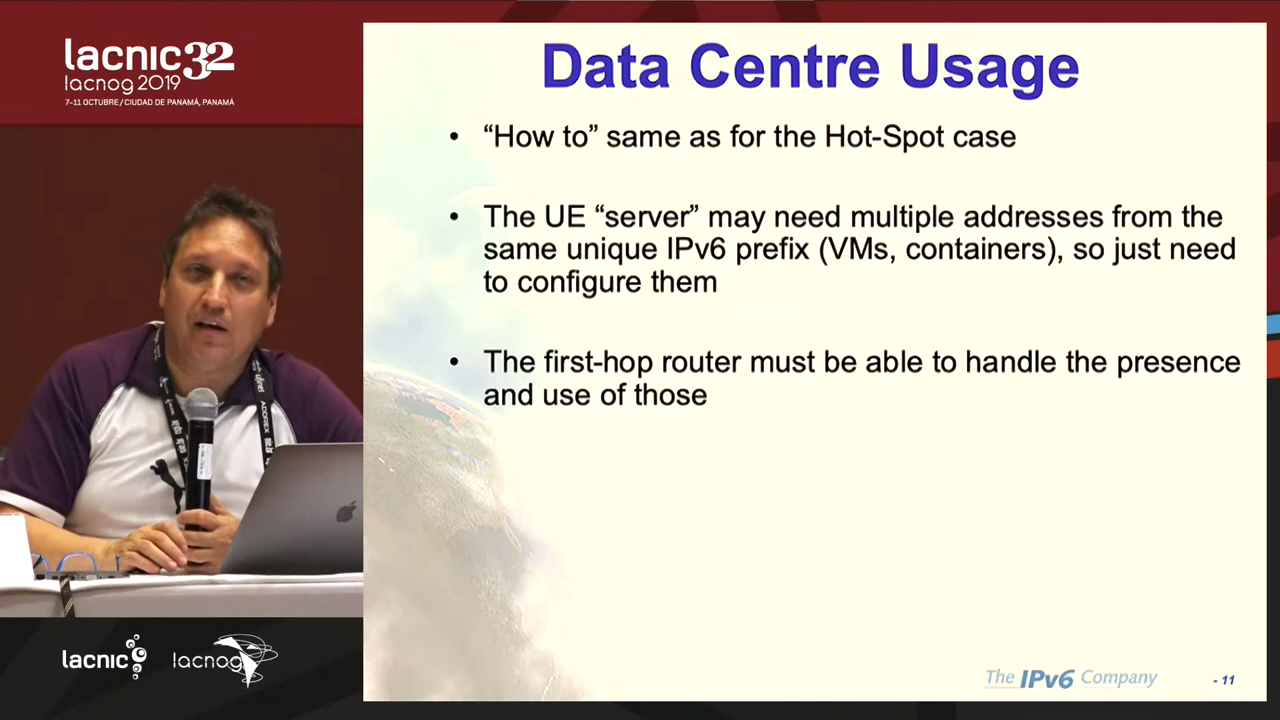 lacnic32
lacnog 2019
7-11 OCTUBRE / CIUDAD DE PANAMÁ, PANAMÁ
Data Centre Usage
• “How to” same as for the Hot-Spot case
• The UE “server” may need multiple addresses from the
same unique IPv6 prefix (VMs, containers), so just need
to configure them
• The first-hop router must be able to handle the presence
and use of those
lacnic
lacnog
The IPv6 Company
- 11